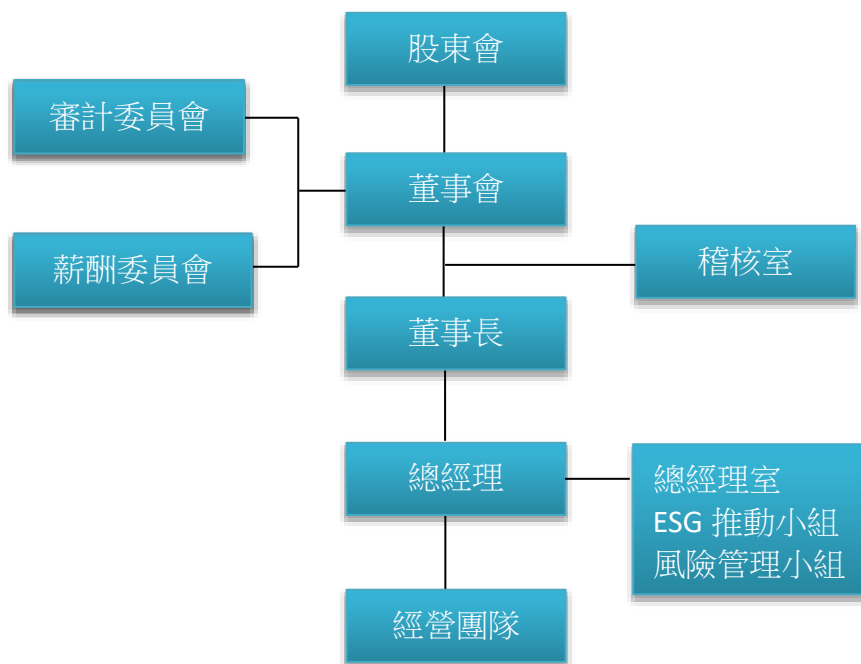 股東會
審計委員會
董事會
薪酬委員會
稽核室
董事長
總經理
總經理室
ESG 推動小組
風險管理小組
經營團隊